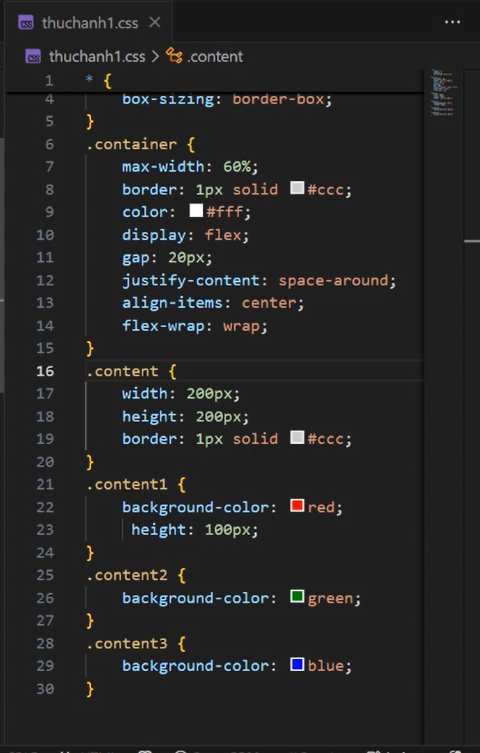 thuchanh1.css
thuchanh1.css > .content
1 * {
4 box-sizing: border-box;
5 }
6 .container {
7 max-width: 60%;
8 border: 1px solid #ccc;
9 color: #fff;
10 display: flex;
11 gap: 20px;
12 justify-content: space-around;
13 align-items: center;
14 flex-wrap: wrap;
15 }
16 .content {
17 width: 200px;
18 height: 200px;
19 border: 1px solid #ccc;
20 }
21 .content1 {
22 background-color: red;
23 height: 100px;
24 }
25 .content2 {
26 background-color: green;
27 }
28 .content3 {
29 background-color: blue;
30 }